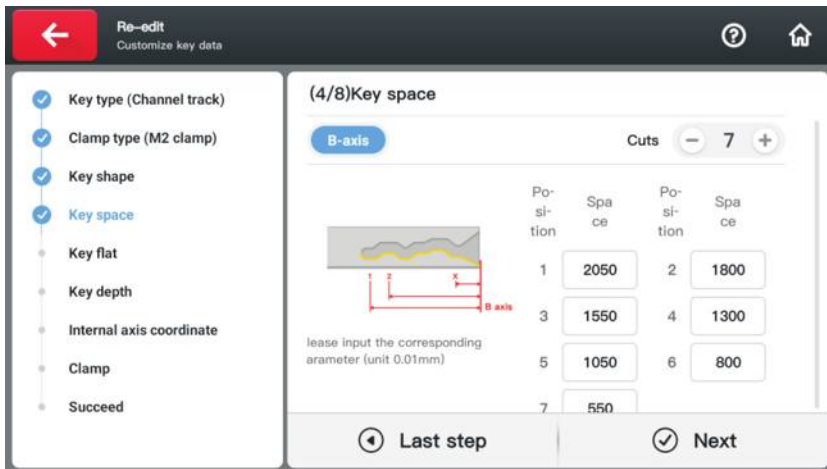 Re-edit
Customize key data
Key type (Channel track)
Clamp type (M2 clamp)
Key shape
Key space
Key flat
Key depth
Internal axis coordinate
Clamp
Succeed
(4/8)Key space
B-axis
Cuts
7
1
2
X
B axis
lease input the corresponding
arameter (unit 0.01mm)
Po-
si-
tion
Spa
ce
Po-
si-
tion
Spa
ce
1 2050 2 1800
3 1550 4 1300
5 1050 6 800
7 550
Last step
Next